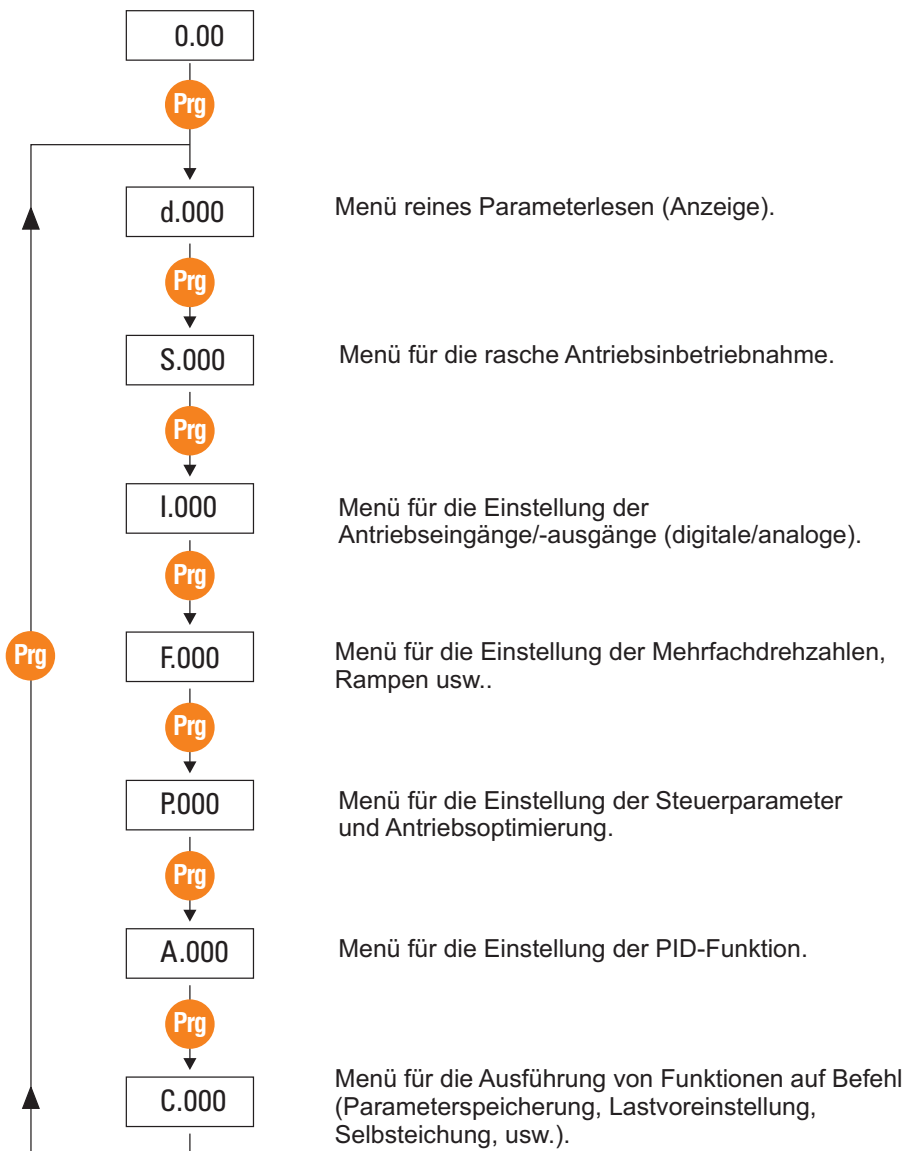 0.00
Prg
d.000
Menü reines Parameterlesen (Anzeige).
Prg
S.000
Menü für die rasche Antriebsinbetriebnahme.
Prg
I.000
Menü für die Einstellung der
Antriebseingänge/-ausgänge (digitale/analoge).
Prg
Prg
F.000
Menü für die Einstellung der Mehrfachdrehzahlen,
Rampen usw..
Prg
P.000
Menü für die Einstellung der Steuerparameter
und Antriebsoptimierung.
Prg
A.000
Menü für die Einstellung der PID-Funktion.
Prg
C.000
Menü für die Ausführung von Funktionen auf Befehl
(Parameterspeicherung, Lastvoreinstellung,
Selbsteichung, usw.).